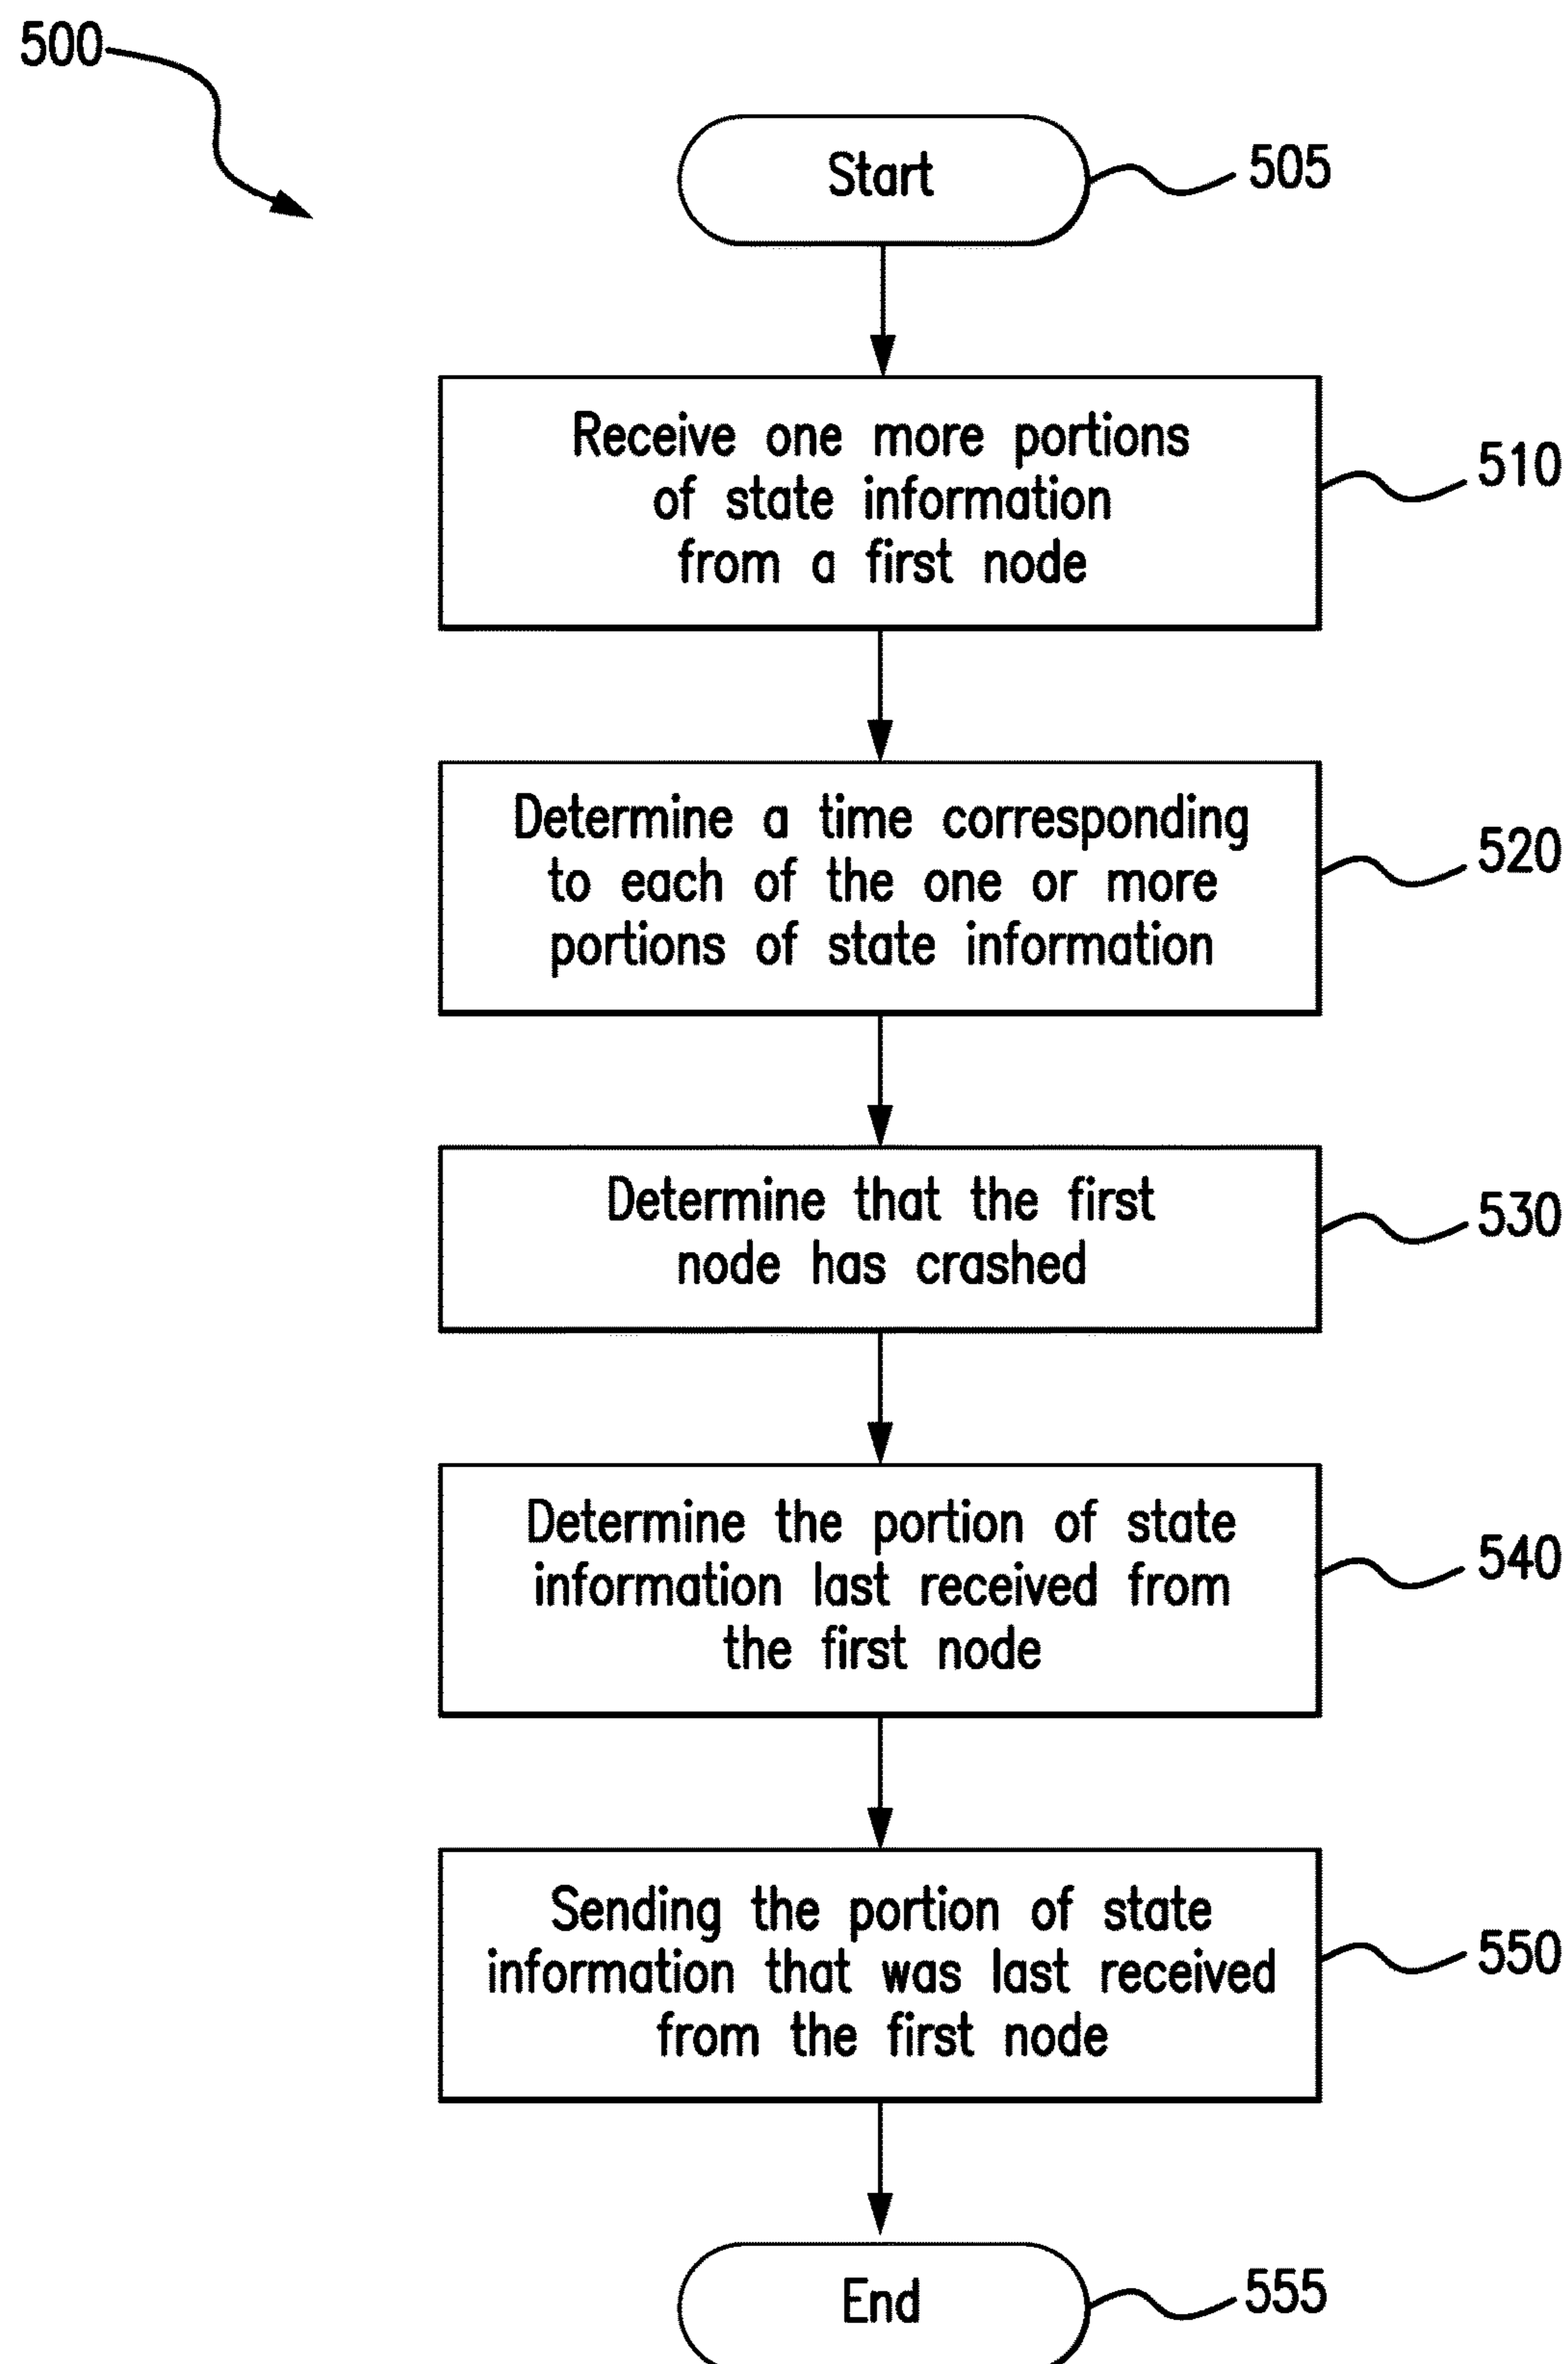 500
Start
505
Receive one more portions
of state information
from a first node
510
Determine a time corresponding
to each of the one or more
portions of state information
520
Determine that the first
node has crashed
530
Determine the portion of state
information last received from
the first node
540
Sending the portion of state
information that was last received
from the first node
550
End
555